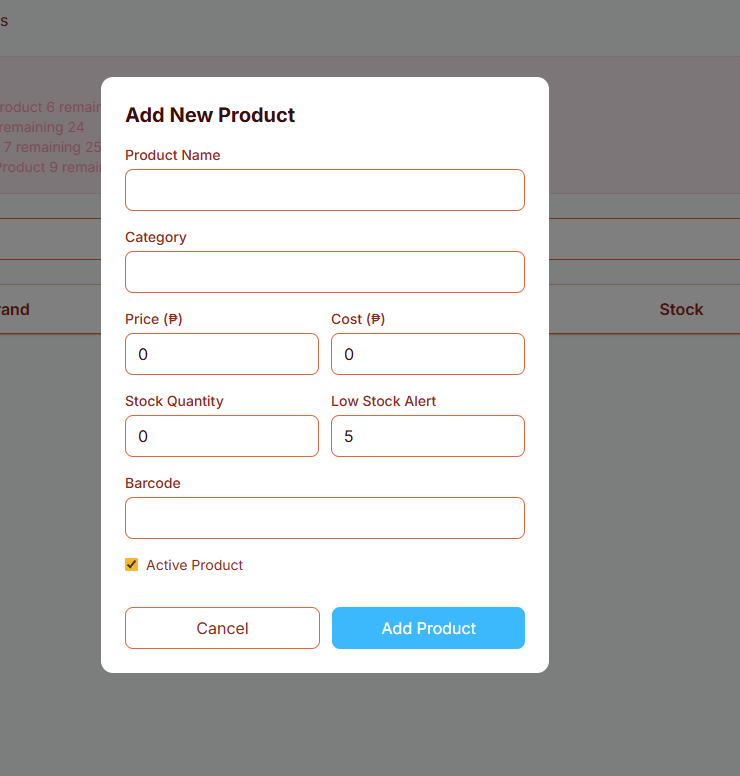 s
roduct 6 remain
remaining 24
7 remaining 25
Product 9 remai
rand
Stock
Add New Product
Product Name
Category
Price (₱) Cost (₱)
0 0
Stock Quantity Low Stock Alert
0 5
Barcode
Active Product
Cancel Add Product